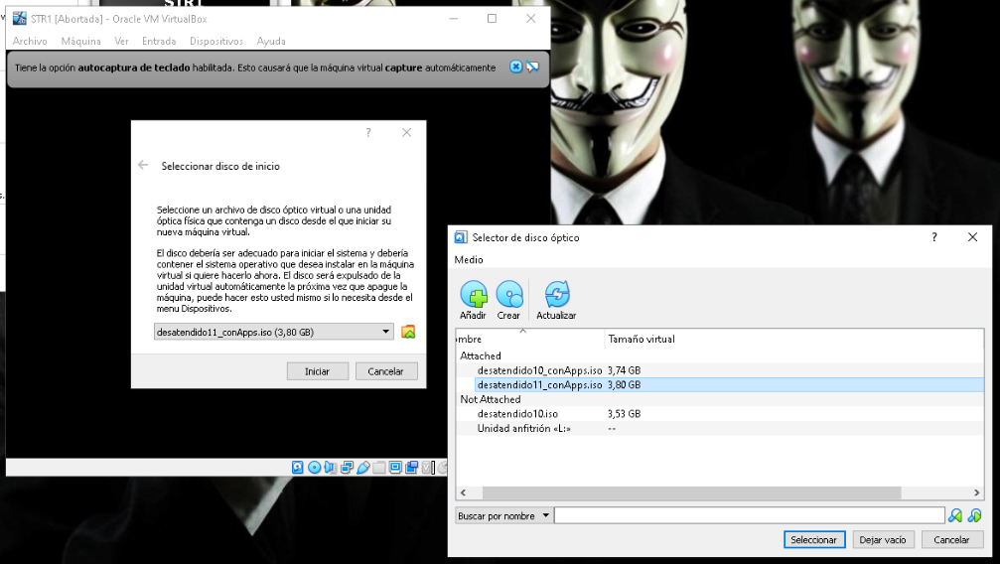 STR1
STR1 [Abortada] - Oracle VM VirtualBox
Archivo Máquina Ver Entrada Dispositivos Ayuda
Tiene la opción autocaptura de teclado habilitada. Esto causará que la máquina virtual capture automáticamente
?
Seleccionar disco de inicio
Seleccione un archivo de disco óptico virtual o una unidad
óptica física que contenga un disco desde el que iniciar su
nueva máquina virtual.
El disco debería ser adecuado para iniciar el sistema y debería
contener el sistema operativo que desea instalar en la máquina
virtual si quiere hacerlo ahora. El disco será expulsado de la
unidad virtual automáticamente la próxima vez que apague la
máquina, puede hacer esto usted mismo si lo necesita desde el
menu Dispositivos.
desatendido11_conApps.iso (3,80 GB)
Iniciar Cancelar
Selector de disco óptico ?
Medio
Añadir Crear Actualizar
ombre Tamaño virtual
Attached
desatendido10_conApps.iso 3,74 GB
desatendido11_conApps.iso 3,80 GB
Not Attached
desatendido10.iso 3,53 GB
Unidad anfitrión «L:» --
Buscar por nombre
Seleccionar Dejar vacío Cancelar